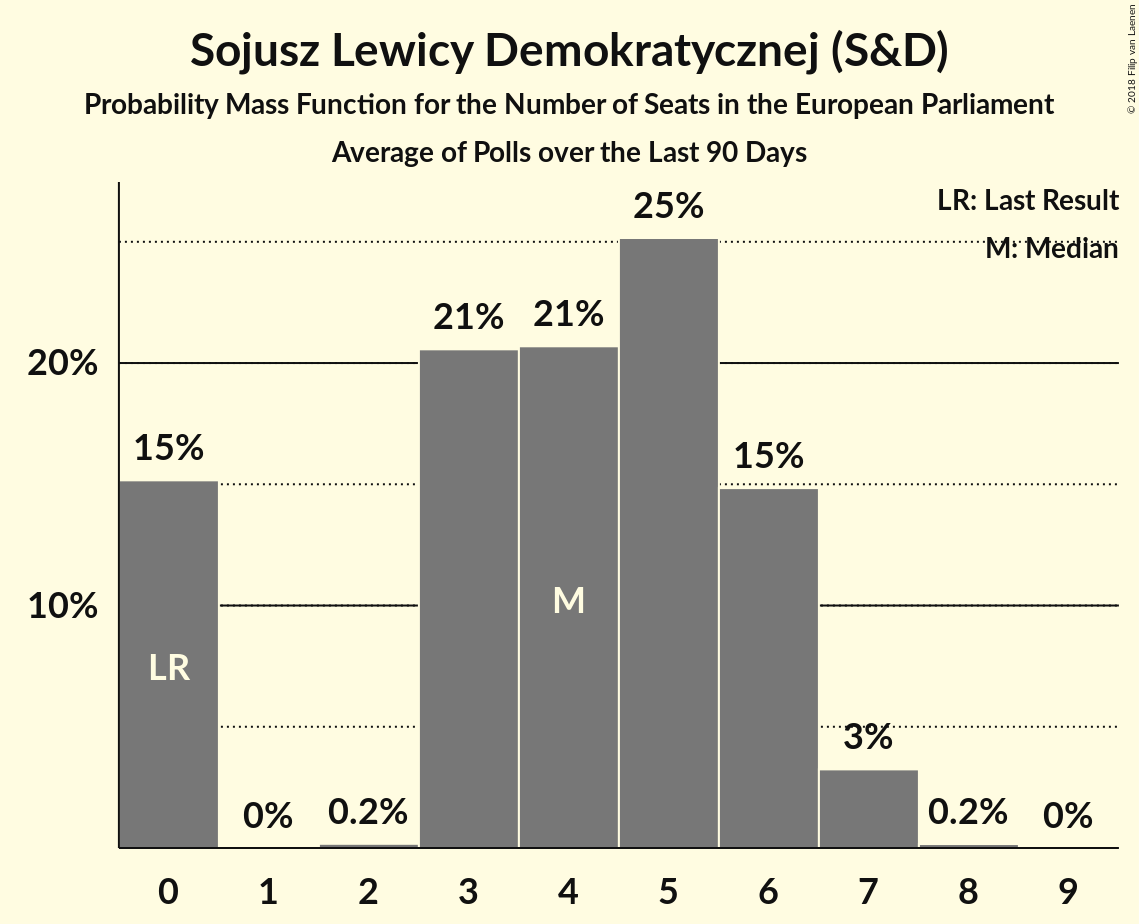 Sojusz Lewicy Demokratycznej (S&D)
Probability Mass Function for the Number of Seats in the European Parliament
Average of Polls over the Last 90 Days
© 2018 Filip van Laenen
LR: Last Result
M: Median
25%
21% 21%
20%
15% 15%
10%
M
LR
3%
0% 0.2% 0.2% 0%
0 1 2 3 4 5 6 7 8 9